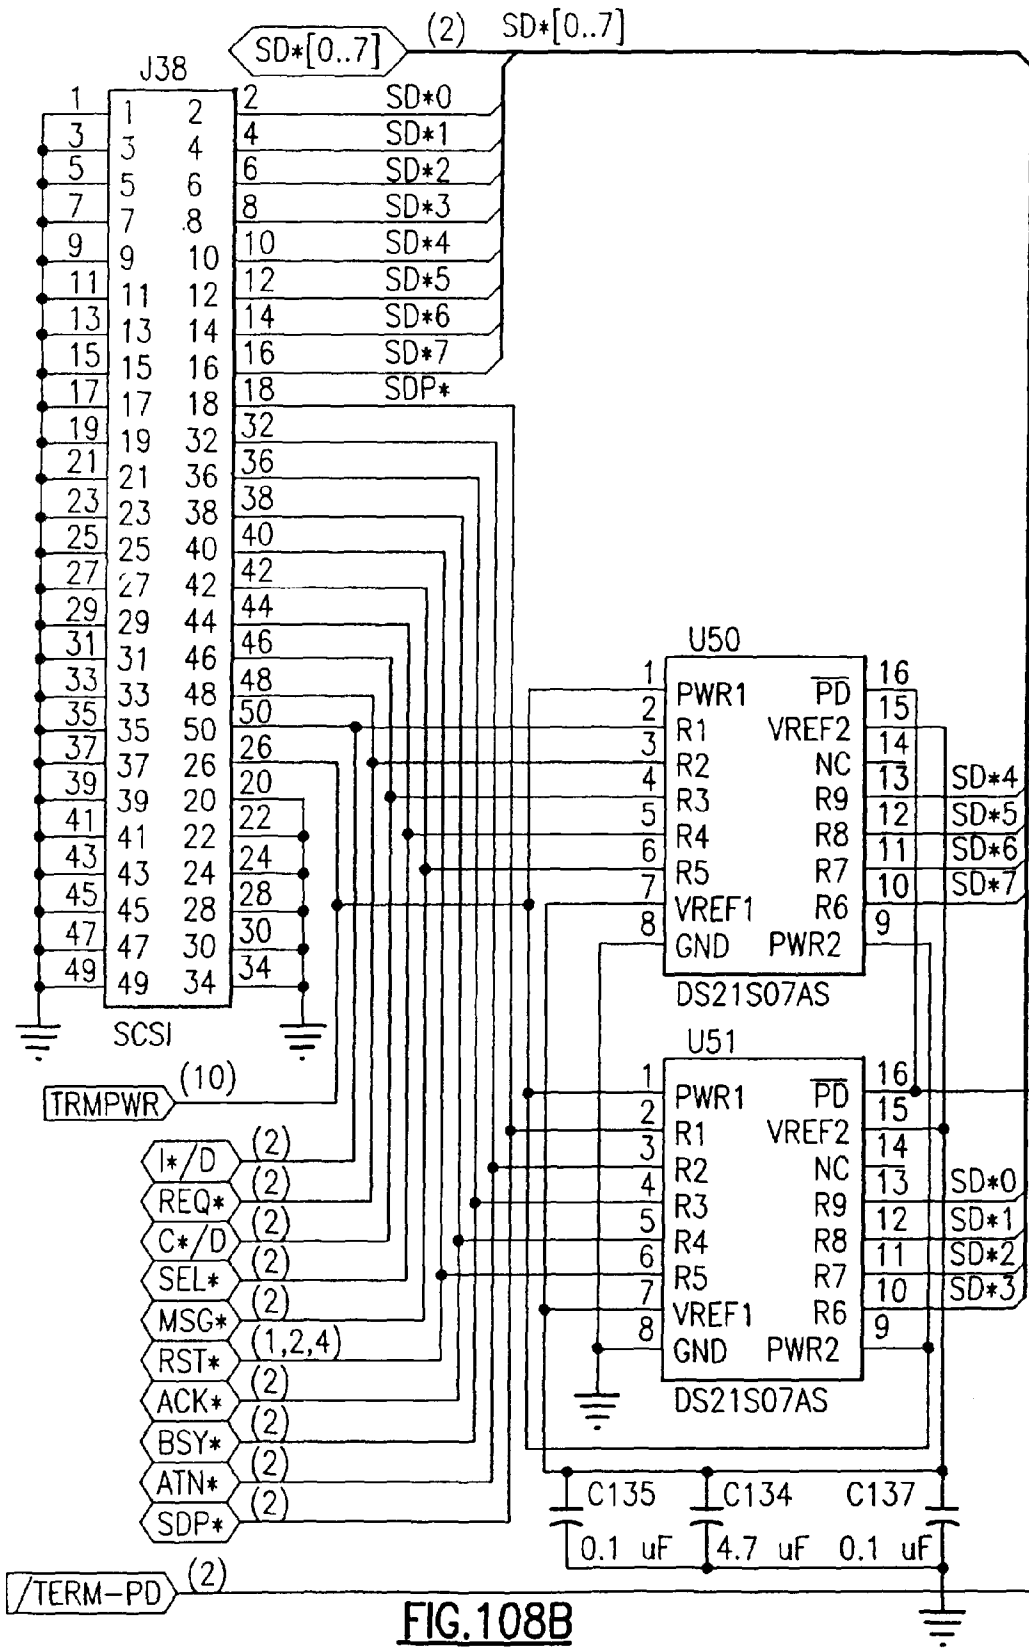 SD*[0..7] (2) SD*[0..7]
J38
1 1 2 2 SD*0
3 3 4 4 SD*1
5 5 6 6 SD*2
7 7 8 8 SD*3
9 9 10 10 SD*4
11 11 12 12 SD*5
13 13 14 14 SD*6
15 15 16 16 SD*7
17 17 18 18 SDP*
19 19 32 32
21 21 36 36
23 23 38 38
25 25 40 40
27 27 42 42
29 29 44 44
31 31 46 46
33 33 48 48
35 35 50 50
37 37 26 26
39 39 20 20
41 41 22 22
43 43 24 24
45 45 28 28
47 47 30 30
49 49 34 34
SCSI
U50
1 PWR1 PD 16
2 R1 VREF2 15
3 R2 NC 14
4 R3 R9 13 SD*4
5 R4 R8 12 SD*5
6 R5 R7 11 SD*6
7 VREF1 R6 10 SD*7
8 GND PWR2 9
DS21S07AS
U51
1 PWR1 PD 16
2 R1 VREF2 15
3 R2 NC 14
4 R3 R9 13 SD*0
5 R4 R8 12 SD*1
6 R5 R7 11 SD*2
7 VREF1 R6 10 SD*3
8 GND PWR2 9
DS21S07AS
TRMPWR (10)
I*/D (2)
REQ* (2)
C*/D (2)
SEL* (2)
MSG* (2)
RST* (1,2,4)
ACK* (2)
BSY* (2)
ATN* (2)
SDP* (2)
C135 C134 C137
0.1 uF 4.7 uF 0.1 uF
/TERM-PD (2)
FIG.108B